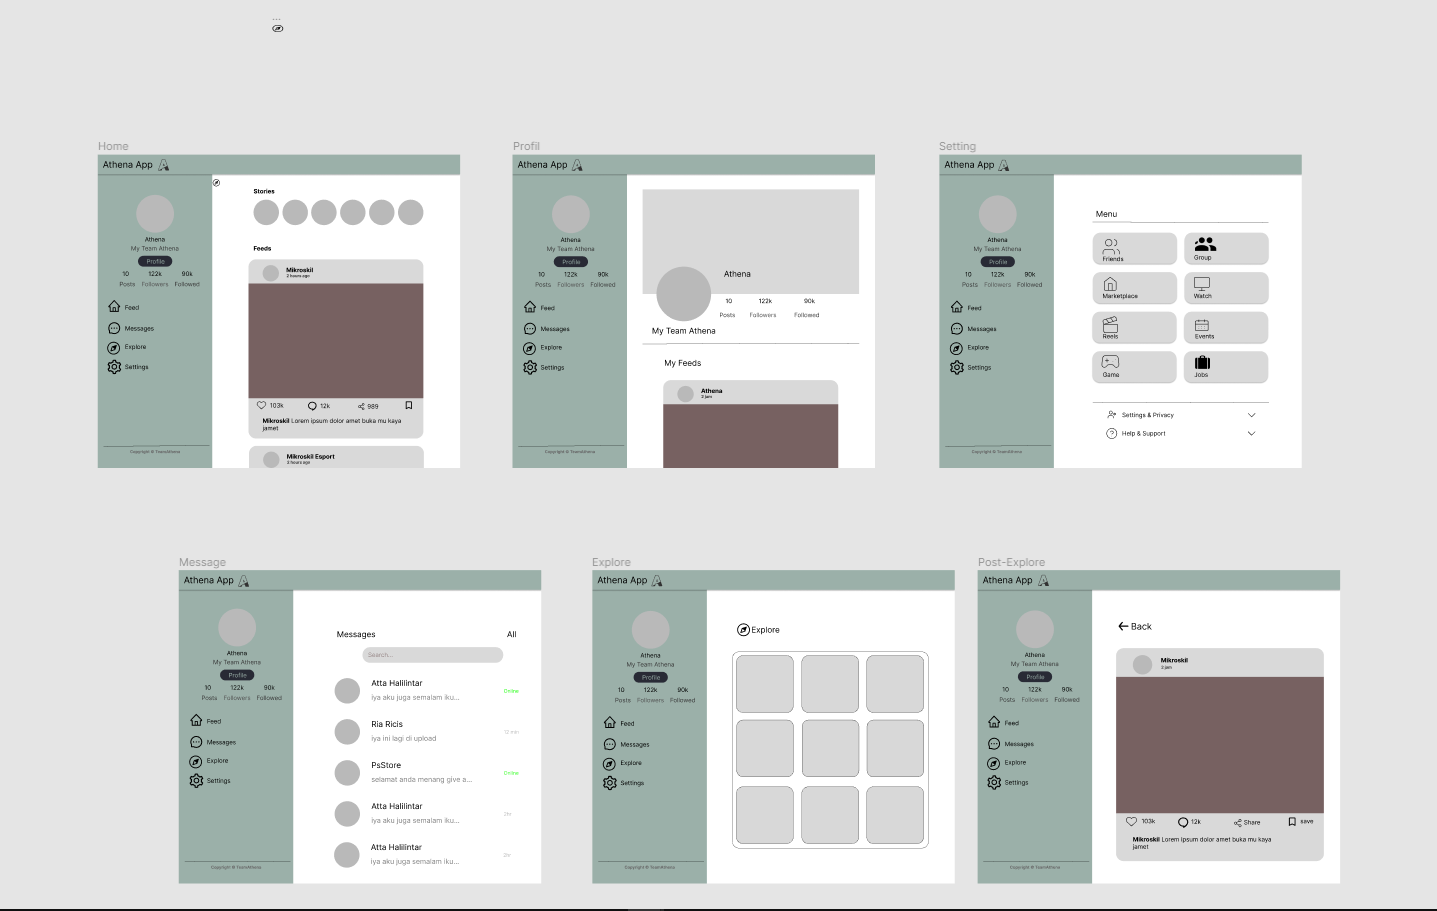 ...
Home
Athena App
Athena
My Team Athena
Profile
10 122k 90k
Posts Followers Followed
Feed
Messages
Explore
Settings
Copyright © TeamAthena
Stories
Feeds
Mikroskil
2 hours ago
103k 12k 989
Mikroskil Lorem ipsum dolor amet buka mu kaya
jamet
Mikroskil Esport
3 hours ago
Profil
Athena App
Athena
My Team Athena
Profile
10 122k 90k
Posts Followers Followed
Feed
Messages
Explore
Settings
Copyright © TeamAthena
Athena
10 122k 90k
Posts Followers Followed
My Team Athena
My Feeds
Athena
3 jam
Setting
Athena App
Athena
My Team Athena
Profile
10 122k 90k
Posts Followers Followed
Feed
Messages
Explore
Settings
Copyright © TeamAthena
Menu
Friends Group
Marketplace Watch
Reels Events
Game Jobs
Settings & Privacy
Help & Support
Message
Athena App
Athena
My Team Athena
Profile
10 122k 90k
Posts Followers Followed
Feed
Messages
Explore
Settings
Copyright © TeamAthena
Messages All
Search...
Atta Halilintar
iya aku juga semalam iku... Online
Ria Ricis
iya ini lagi di upload 12 min
PsStore
selamat anda menang give a... Online
Atta Halilintar
iya aku juga semalam iku... 2hr
Atta Halilintar
iya aku juga semalam iku... 2hr
Explore
Athena App
Athena
My Team Athena
Profile
10 122k 90k
Posts Followers Followed
Feed
Messages
Explore
Settings
Copyright © TeamAthena
Explore
Post-Explore
Athena App
Athena
My Team Athena
Profile
10 122k 90k
Posts Followers Followed
Feed
Messages
Explore
Settings
Copyright © TeamAthena
Back
Mikroskil
3 jam
103k 12k Share save
Mikroskil Lorem ipsum dolor amet buka mu kaya
jamet